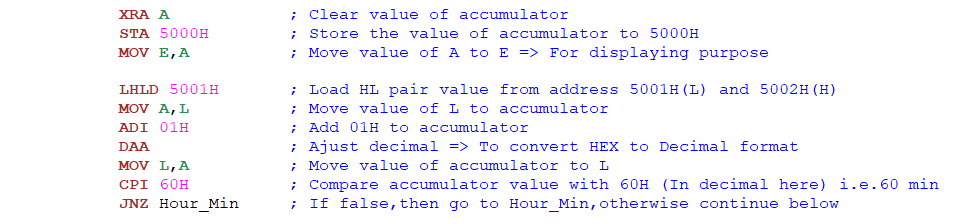 XRA A ; Clear value of accumulator
STA 5000H ; Store the value of accumulator to 5000H
MOV E,A ; Move value of A to E => For displaying purpose
LHLD 5001H ; Load HL pair value from address 5001H(L) and 5002H(H)
MOV A,L ; Move value of L to accumulator
ADI 01H ; Add 01H to accumulator
DAA ; Ajust decimal => To convert HEX to Decimal format
MOV L,A ; Move value of accumulator to L
CPI 60H ; Compare accumulator value with 60H (In decimal here) i.e.60 min
JNZ Hour_Min ; If false,then go to Hour_Min,otherwise continue below